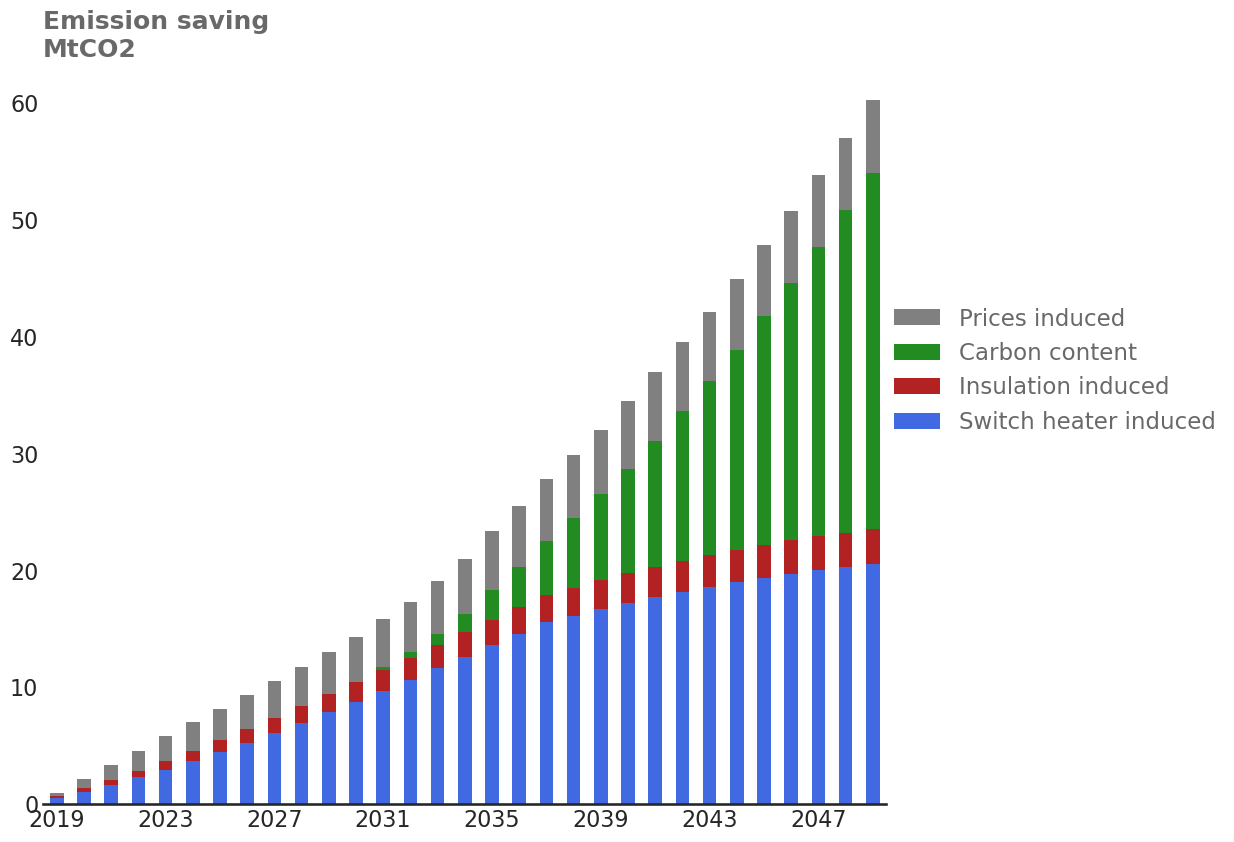 Emission saving
MtCO2
60
50
40
30
20
10
0
2019 2023 2027 2031 2035 2039 2043 2047
Prices induced
Carbon content
Insulation induced
Switch heater induced